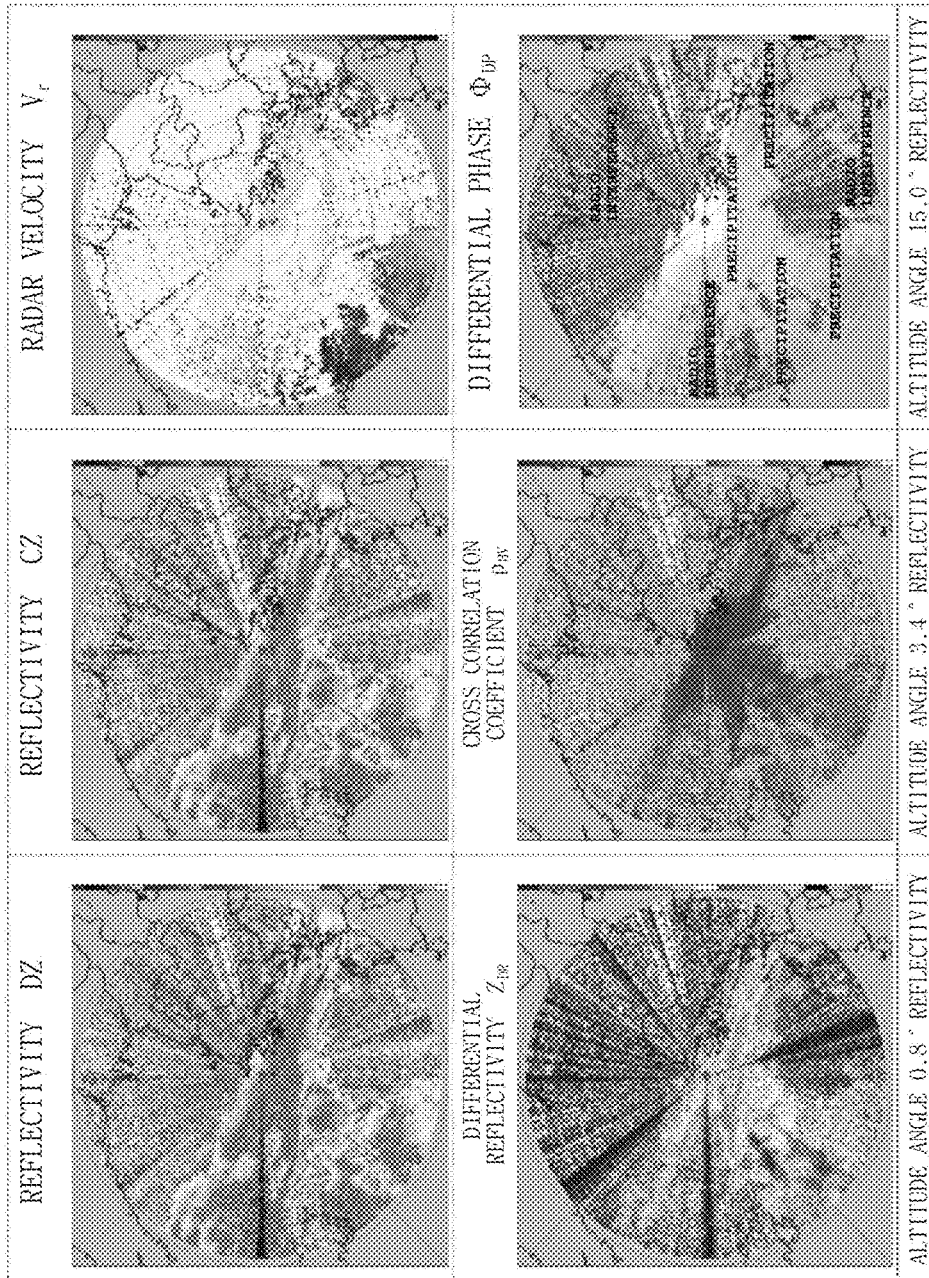 REFLECTIVITY DZ
REFLECTIVITY CZ
RADAR VELOCITY Vr
DIFFERENTIAL
REFLECTIVITY ZDR
CROSS CORRELATION
COEFFICIENT ρHV
DIFFERENTIAL PHASE ΦDP
RADIO
INTERFERENCE
PRECIPITATION
RADIO
INTERFERENCE
PRECIPITATION
PRECIPITATION
PRECIPITATION
RADIO
INTERFERENCE
ALTITUDE ANGLE 0.8 ° REFLECTIVITY
ALTITUDE ANGLE 3.4 ° REFLECTIVITY
ALTITUDE ANGLE 15.0 ° REFLECTIVITY